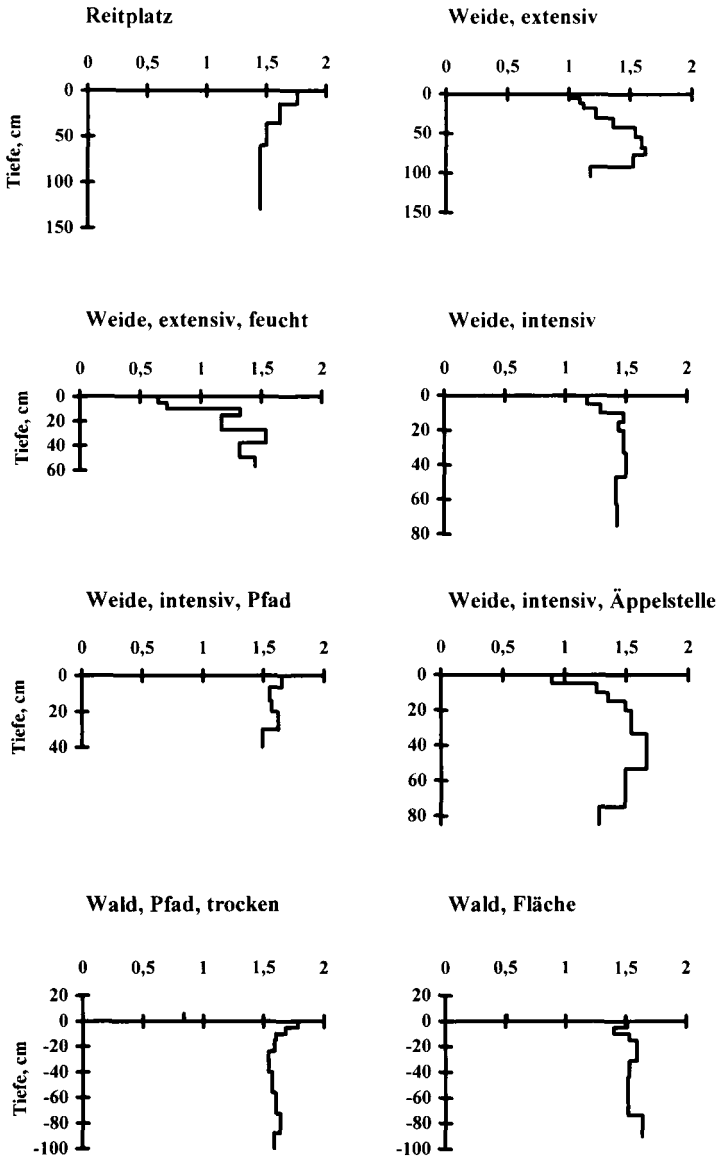 Reitplatz
0 0,5 1 1,5 2
0
50
100
150
Tiefe, cm
Weide, extensiv
0 1 1,5 2
0
50
100
150
Weide, extensiv, feucht
0 0,5 1 1,5 2
0
20
40
60
Tiefe, cm
Weide, intensiv
0 0,5 1 1,5 2
0
20
40
60
80
Weide, intensiv, Pfad
0 0,5 1 1,5 2
0
20
40
Tiefe, cm
Weide, intensiv, Äppelstelle
0 0,5 1 1,5 2
0
20
40
60
80
Wald, Pfad, trocken
0 0,5 1 1,5 2
20
0
-20
-40
-60
-80
-100
Tiefe, cm
Wald, Fläche
0 0,5 1 1,5 2
20
0
-20
-40
-60
-80
-100